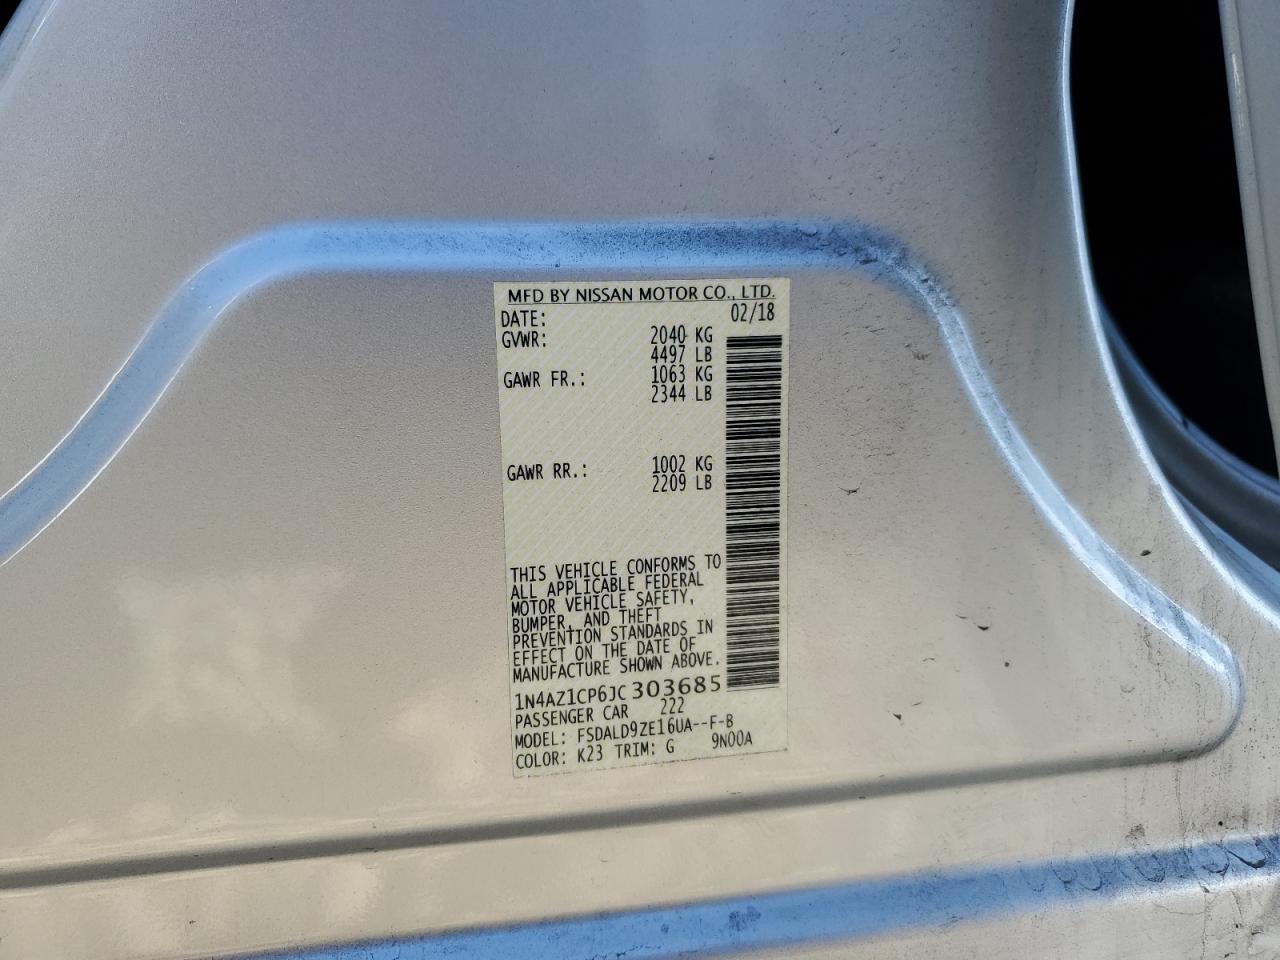 MFD BY NISSAN MOTOR CO., LTD.
DATE: 02/18
GVWR: 2040 KG
4497 LB
GAWR FR.: 1063 KG
2344 LB
GAWR RR.: 1002 KG
2209 LB
THIS VEHICLE CONFORMS TO
ALL APPLICABLE FEDERAL
MOTOR VEHICLE SAFETY,
BUMPER, AND THEFT
PREVENTION STANDARDS IN
EFFECT ON THE DATE OF
MANUFACTURE SHOWN ABOVE.
1N4AZ1CP6JC303685
PASSENGER CAR 222
MODEL: FSDALD9ZE16UA--F-B
COLOR: K23 TRIM: G 9N00A